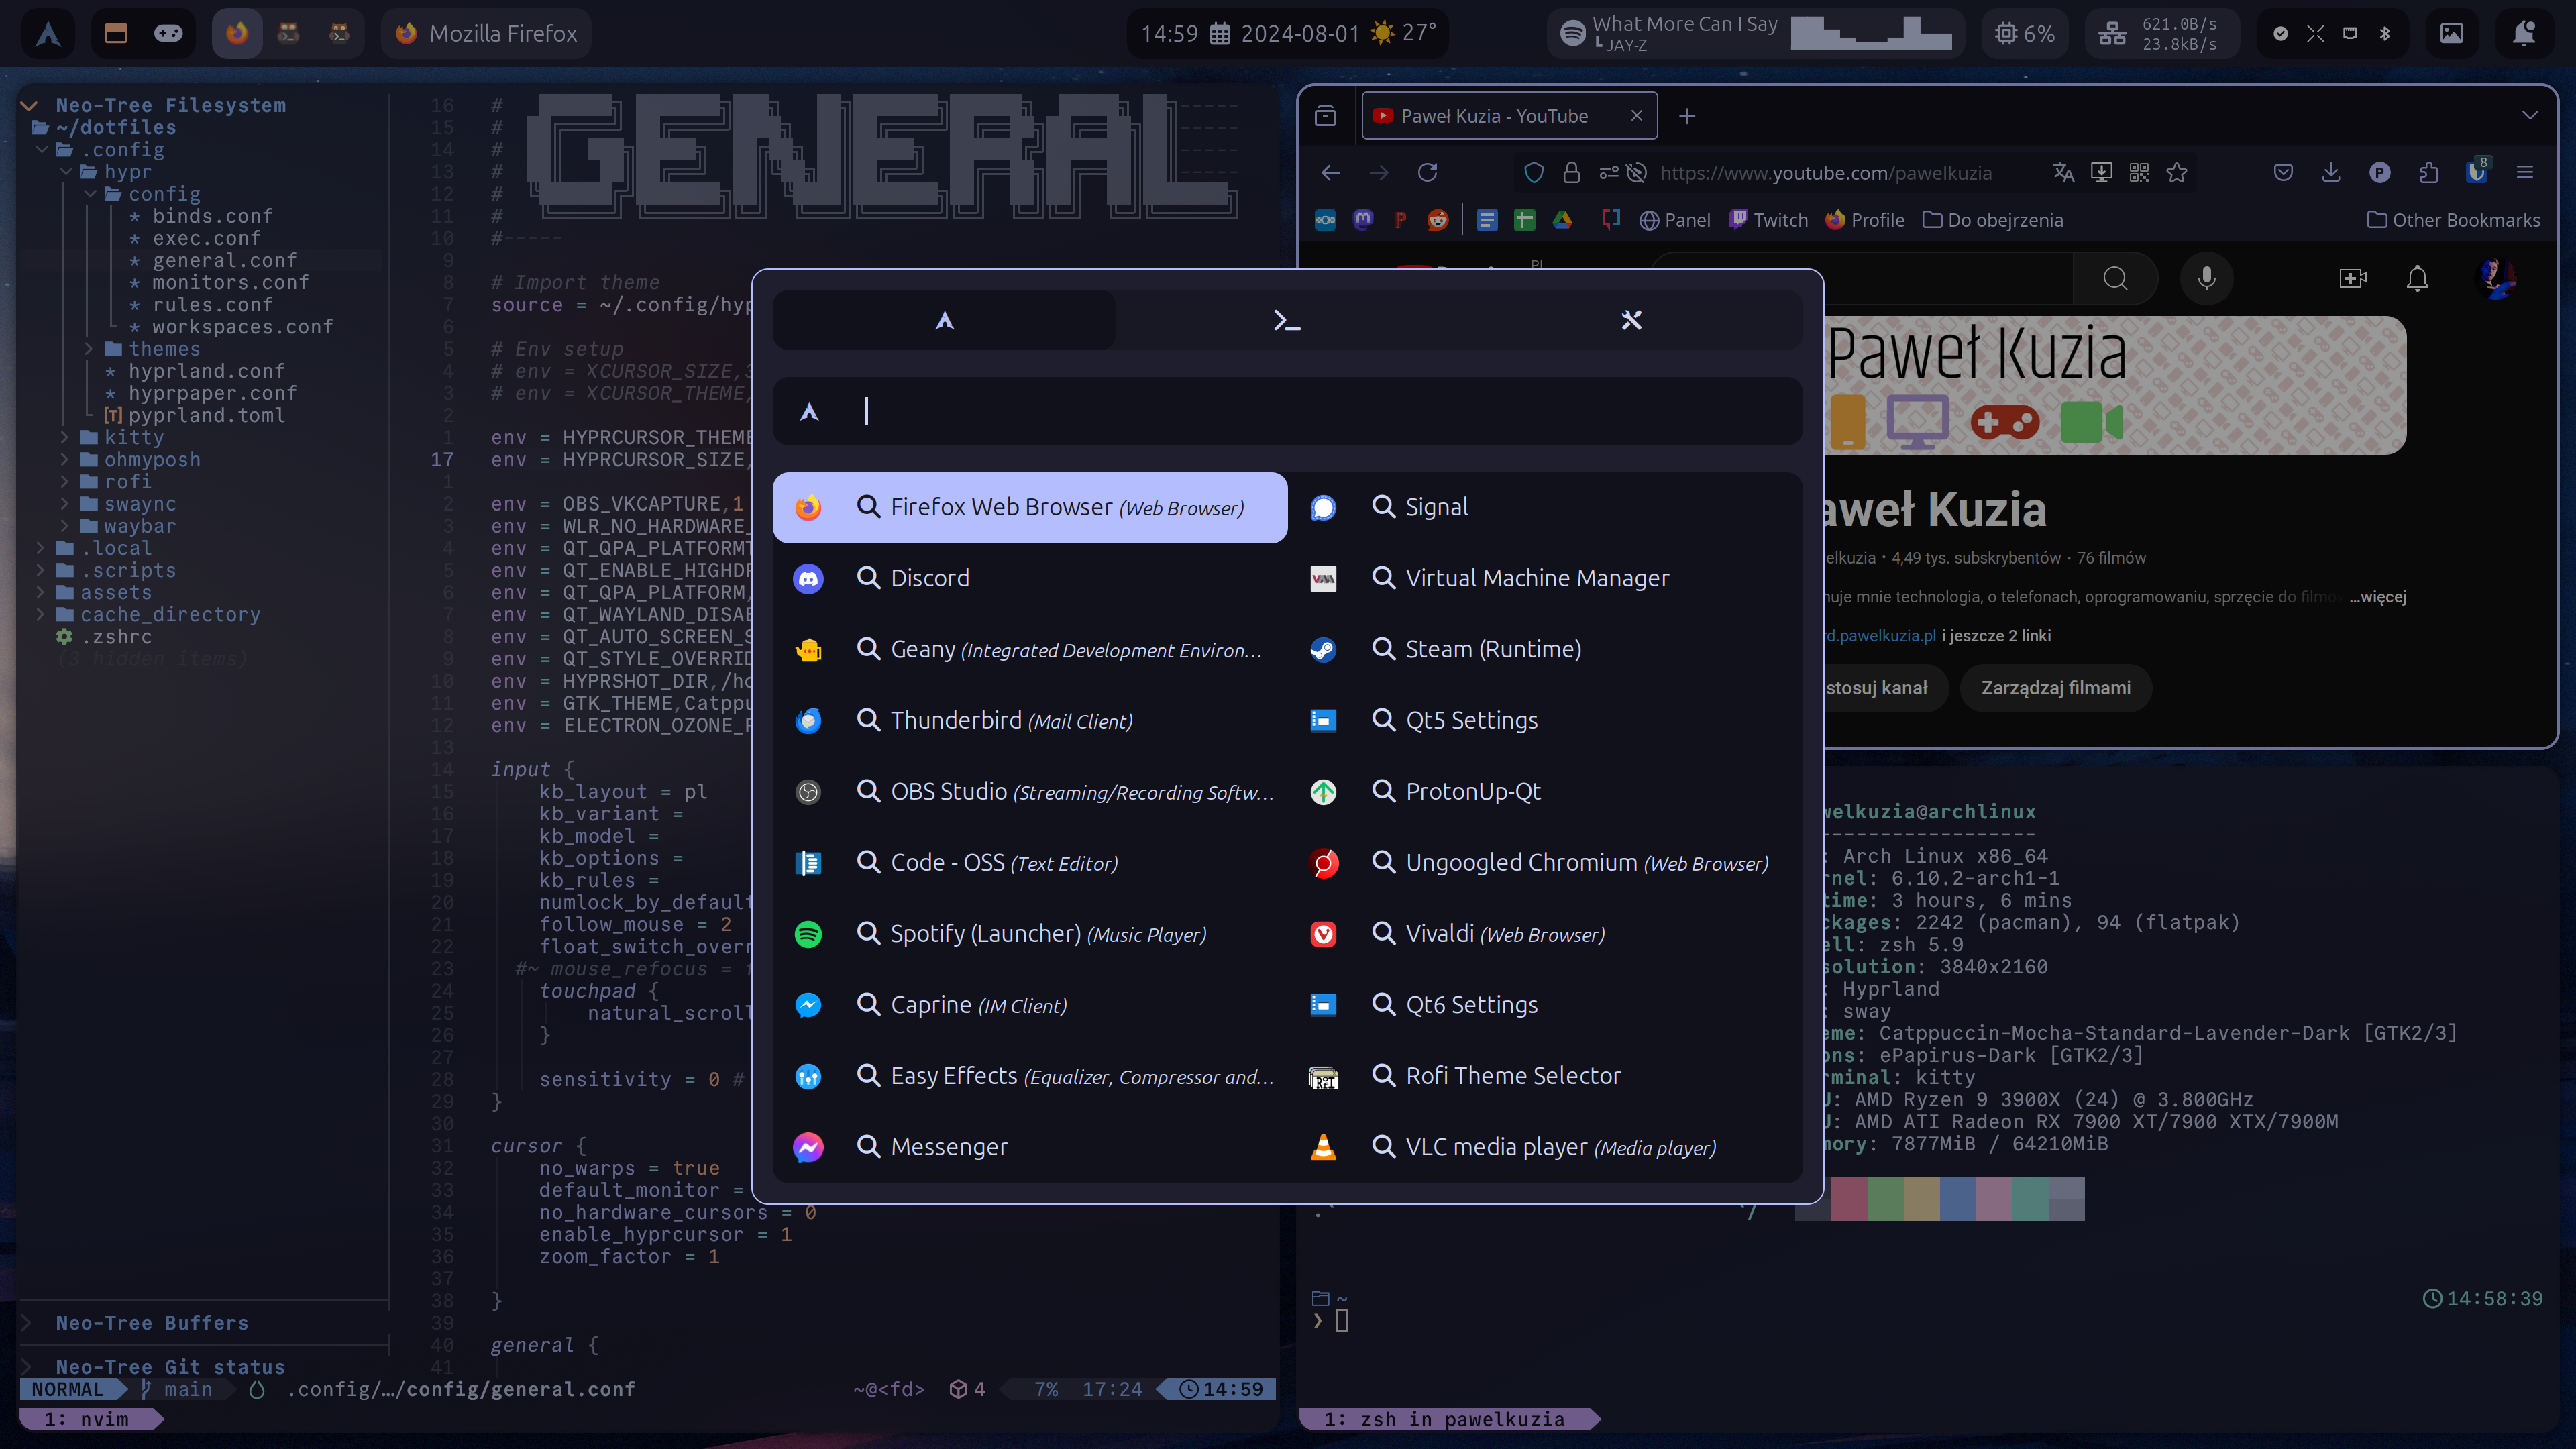 Mozilla Firefox
14:59 2024-08-01 27°
What More Can I Say
JAY-Z
6%
621.0B/s
23.8kB/s
Neo-Tree Filesystem
~/dotfiles
.config
hypr
config
* binds.conf
* exec.conf
* general.conf
* monitors.conf
* rules.conf
* workspaces.conf
themes
* hyprland.conf
* hyprpaper.conf
[T] pyprland.toml
kitty
ohmyposh
rofi
swaync
waybar
.local
.scripts
assets
cache_directory
.zshrc
(3 hidden items)
Neo-Tree Buffers
Neo-Tree Git status
16 #
15 #
14 #
13 #
12 #
11 #
GENERAL
10 #-----
9
8 # Import theme
7 source = ~/.config/hyp
6
5 # Env setup
4 # env = XCURSOR_SIZE,3
3 # env = XCURSOR_THEME,
2
1 env = HYPRCURSOR_THEME
17 env = HYPRCURSOR_SIZE,
1
2 env = OBS_VKCAPTURE,1
3 env = WLR_NO_HARDWARE_
4 env = QT_QPA_PLATFORMT
5 env = QT_ENABLE_HIGHDP
6 env = QT_QPA_PLATFORM,
7 env = QT_WAYLAND_DISAB
8 env = QT_AUTO_SCREEN_S
9 env = QT_STYLE_OVERRID
10 env = HYPRSHOT_DIR,/ho
11 env = GTK_THEME,Catppu
12 env = ELECTRON_OZONE_P
13
14 input {
15 kb_layout = pl
16 kb_variant =
17 kb_model =
18 kb_options =
19 kb_rules =
20 numlock_by_default
21 follow_mouse = 2
22 float_switch_overr
23 #~ mouse_refocus = f
24 touchpad {
25 natural_scroll
26 }
27
28 sensitivity = 0 #
29 }
30
31 cursor {
32 no_warps = true
33 default_monitor =
34 no_hardware_cursors = 0
35 enable_hyprcursor = 1
36 zoom_factor = 1
37
38 }
39
40 general {
41
NORMAL main .config/…/config/general.conf ~@<fd> 4 7% 17:24 14:59
1: nvim
Firefox Web Browser (Web Browser)
Discord
Geany (Integrated Development Environ…
Thunderbird (Mail Client)
OBS Studio (Streaming/Recording Softw…
Code - OSS (Text Editor)
Spotify (Launcher) (Music Player)
Caprine (IM Client)
Easy Effects (Equalizer, Compressor and…
Messenger
Signal
Virtual Machine Manager
Steam (Runtime)
Qt5 Settings
ProtonUp-Qt
Ungoogled Chromium (Web Browser)
Vivaldi (Web Browser)
Qt6 Settings
Rofi Theme Selector
VLC media player (Media player)
Paweł Kuzia - YouTube
https://www.youtube.com/pawelkuzia
8
Panel Twitch Profile Do obejrzenia Other Bookmarks
PL
Paweł Kuzia
aweł Kuzia
elkuzia · 4,49 tys. subskrybentów · 76 filmów
nuje mnie technologia, o telefonach, oprogramowaniu, sprzęcie do filmo …więcej
rd.pawelkuzia.pl i jeszcze 2 linki
stosuj kanał Zarządzaj filmami
welkuzia@archlinux
-----------------
: Arch Linux x86_64
rnel: 6.10.2-arch1-1
time: 3 hours, 6 mins
ckages: 2242 (pacman), 94 (flatpak)
ell: zsh 5.9
solution: 3840x2160
: Hyprland
: sway
eme: Catppuccin-Mocha-Standard-Lavender-Dark [GTK2/3]
ons: ePapirus-Dark [GTK2/3]
rminal: kitty
U: AMD Ryzen 9 3900X (24) @ 3.800GHz
U: AMD ATI Radeon RX 7900 XT/7900 XTX/7900M
mory: 7877MiB / 64210MiB
~ 14:58:39
❯
1: zsh in pawelkuzia